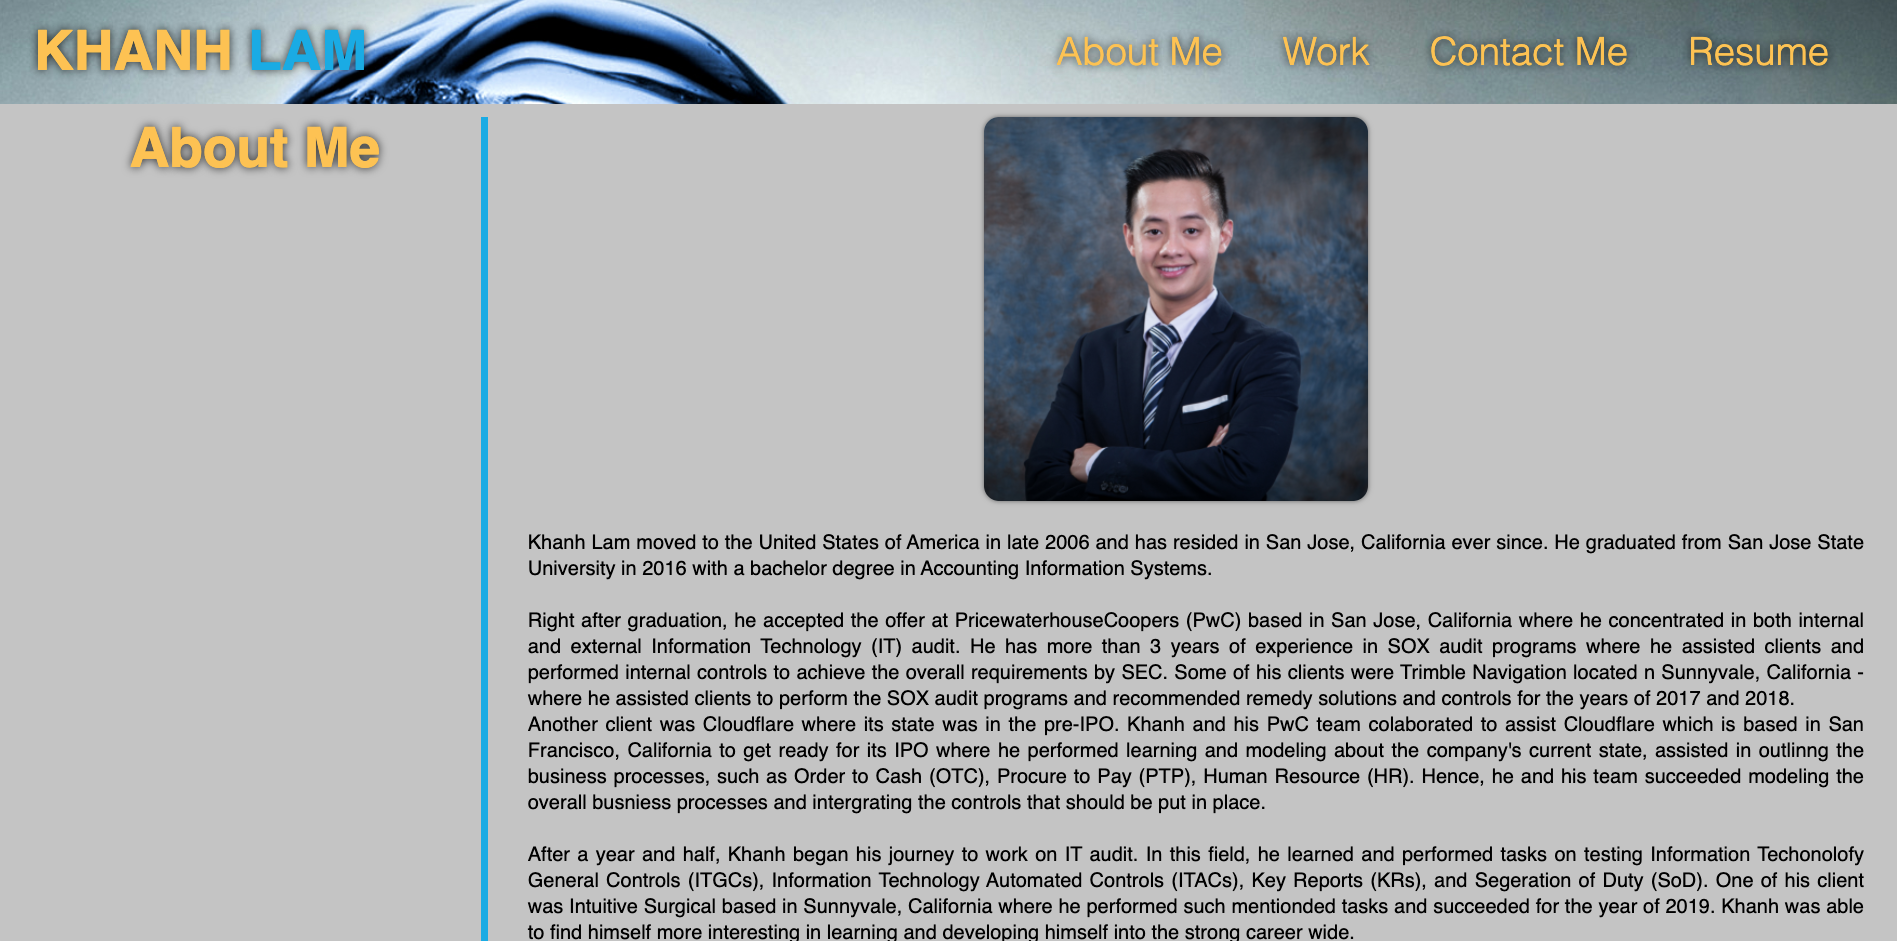 KHANH LAM
About Me Work Contact Me Resume
About Me
Khanh Lam moved to the United States of America in late 2006 and has resided in San Jose, California ever since. He graduated from San Jose State
University in 2016 with a bachelor degree in Accounting Information Systems.
Right after graduation, he accepted the offer at PricewaterhouseCoopers (PwC) based in San Jose, California where he concentrated in both internal
and external Information Technology (IT) audit. He has more than 3 years of experience in SOX audit programs where he assisted clients and
performed internal controls to achieve the overall requirements by SEC. Some of his clients were Trimble Navigation located n Sunnyvale, California -
where he assisted clients to perform the SOX audit programs and recommended remedy solutions and controls for the years of 2017 and 2018.
Another client was Cloudflare where its state was in the pre-IPO. Khanh and his PwC team colaborated to assist Cloudflare which is based in San
Francisco, California to get ready for its IPO where he performed learning and modeling about the company's current state, assisted in outlinng the
business processes, such as Order to Cash (OTC), Procure to Pay (PTP), Human Resource (HR). Hence, he and his team succeeded modeling the
overall busniess processes and intergrating the controls that should be put in place.
After a year and half, Khanh began his journey to work on IT audit. In this field, he learned and performed tasks on testing Information Techonolofy
General Controls (ITGCs), Information Technology Automated Controls (ITACs), Key Reports (KRs), and Segeration of Duty (SoD). One of his client
was Intuitive Surgical based in Sunnyvale, California where he performed such mentionded tasks and succeeded for the year of 2019. Khanh was able
to find himself more interesting in learning and developing himself into the strong career wide.